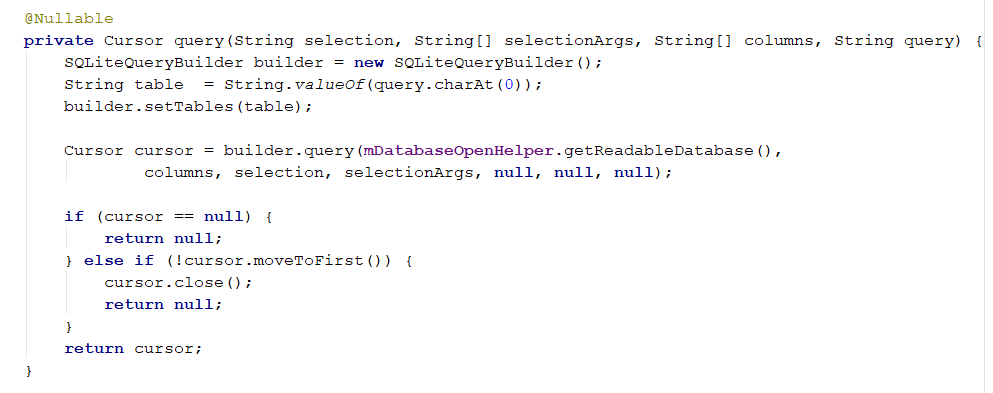 @Nullable
private Cursor query(String selection, String[] selectionArgs, String[] columns, String query) {
    SQLiteQueryBuilder builder = new SQLiteQueryBuilder();
    String table  = String.valueOf(query.charAt(0));
    builder.setTables(table);

    Cursor cursor = builder.query(mDatabaseOpenHelper.getReadableDatabase(),
            columns, selection, selectionArgs, null, null, null);

    if (cursor == null) {
        return null;
    } else if (!cursor.moveToFirst()) {
        cursor.close();
        return null;
    }
    return cursor;
}